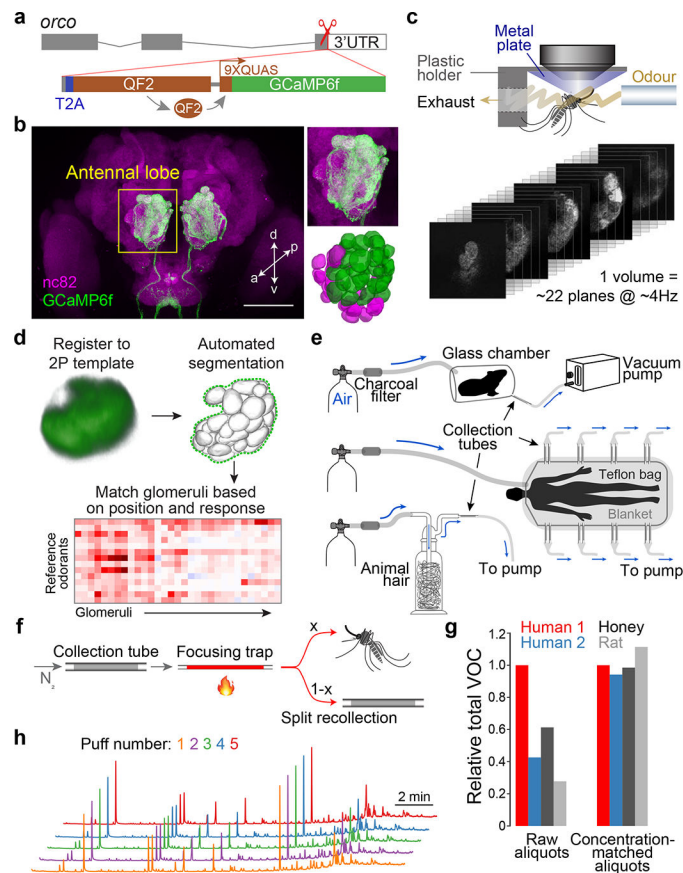 a
orco
3'UTR
9XQUAS
QF2
GCaMP6f
T2A
QF2
b
Antennal lobe
nc82
GCaMP6f
d
p
a
v
c
Metal
plate
Plastic
holder
Odour
Exhaust
1 volume =
~22 planes @ ~4Hz
d
Register to
2P template
Automated
segmentation
Match glomeruli based
on position and response
Reference
odorants
Glomeruli
e
Glass chamber
Vacuum
pump
Charcoal
filter
Air
Collection
tubes
Teflon bag
Blanket
Animal
hair
To pump
To pump
f
N2
Collection tube
Focusing trap
x
1-x
Split recollection
g
Human 1
Human 2
Honey
Rat
Relative total VOC
1.2
1.0
0.8
0.6
0.4
0.2
0
Raw
aliquots
Concentration-
matched
aliquots
h
Puff number: 1 2 3 4 5
2 min